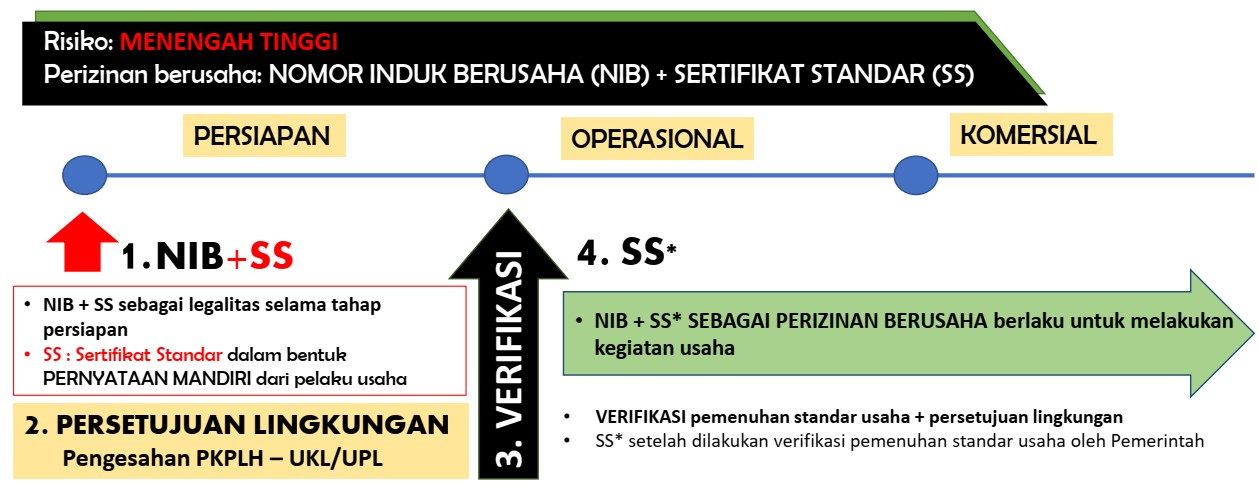 Risiko: MENENGAH TINGGI
Perizinan berusaha: NOMOR INDUK BERUSAHA (NIB) + SERTIFIKAT STANDAR (SS)
PERSIAPAN
OPERASIONAL
KOMERSIAL
1.NIB+SS
• NIB + SS sebagai legalitas selama tahap
persiapan
• SS : Sertifikat Standar dalam bentuk
PERNYATAAN MANDIRI dari pelaku usaha
2. PERSETUJUAN LINGKUNGAN
Pengesahan PKPLH – UKL/UPL
3. VERIFIKASI
4. SS*
• NIB + SS* SEBAGAI PERIZINAN BERUSAHA berlaku untuk melakukan
kegiatan usaha
• VERIFIKASI pemenuhan standar usaha + persetujuan lingkungan
• SS* setelah dilakukan verifikasi pemenuhan standar usaha oleh Pemerintah